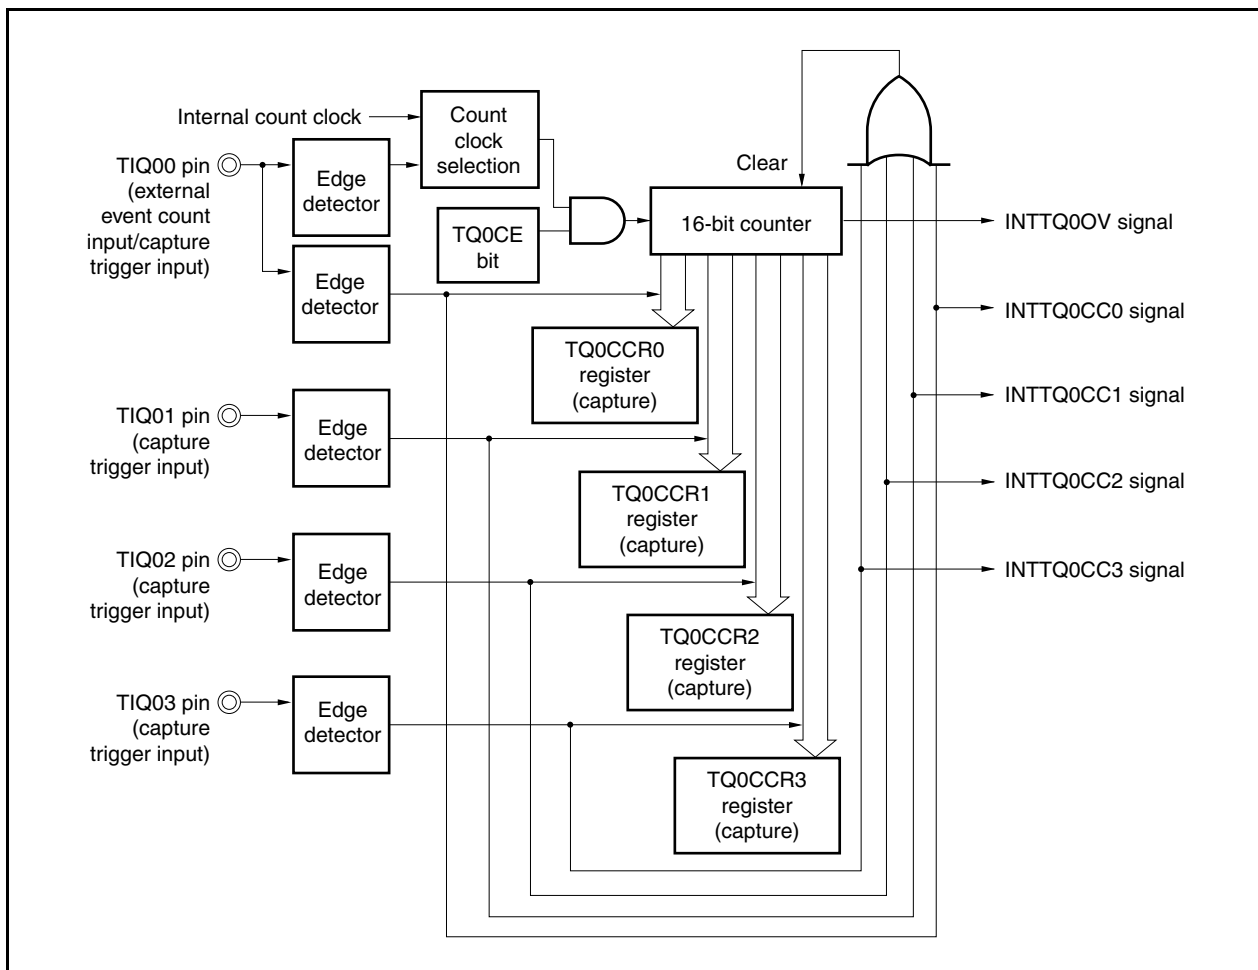 Internal count clock
Count
clock
selection
TIQ00 pin
(external
event count
input/capture
trigger input)
Edge
detector
Clear
TQ0CE
bit
16-bit counter
INTTQ0OV signal
Edge
detector
INTTQ0CC0 signal
TQ0CCR0
register
(capture)
TIQ01 pin
(capture
trigger input)
Edge
detector
INTTQ0CC1 signal
TQ0CCR1
register
(capture)
INTTQ0CC2 signal
TIQ02 pin
(capture
trigger input)
Edge
detector
INTTQ0CC3 signal
TQ0CCR2
register
(capture)
TIQ03 pin
(capture
trigger input)
Edge
detector
TQ0CCR3
register
(capture)